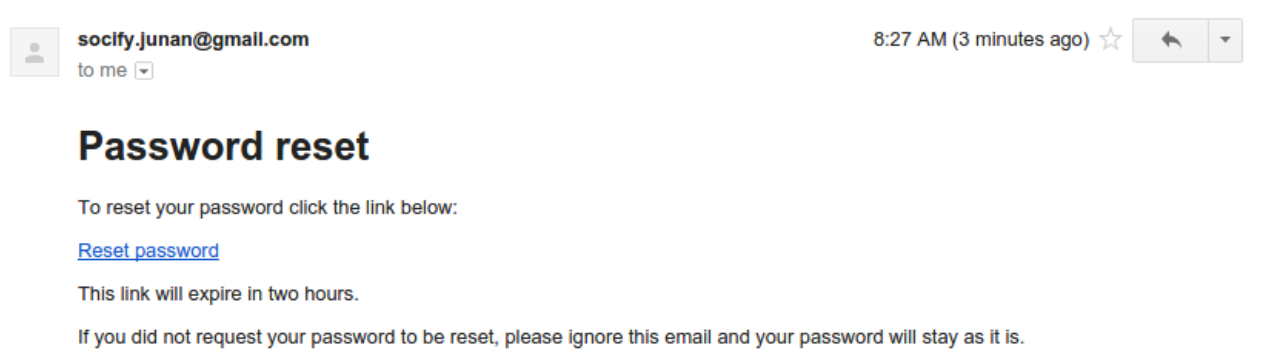 socify.junan@gmail.com 8:27 AM (3 minutes ago)
to me
Password reset
To reset your password click the link below:
Reset password
This link will expire in two hours.
If you did not request your password to be reset, please ignore this email and your password will stay as it is.